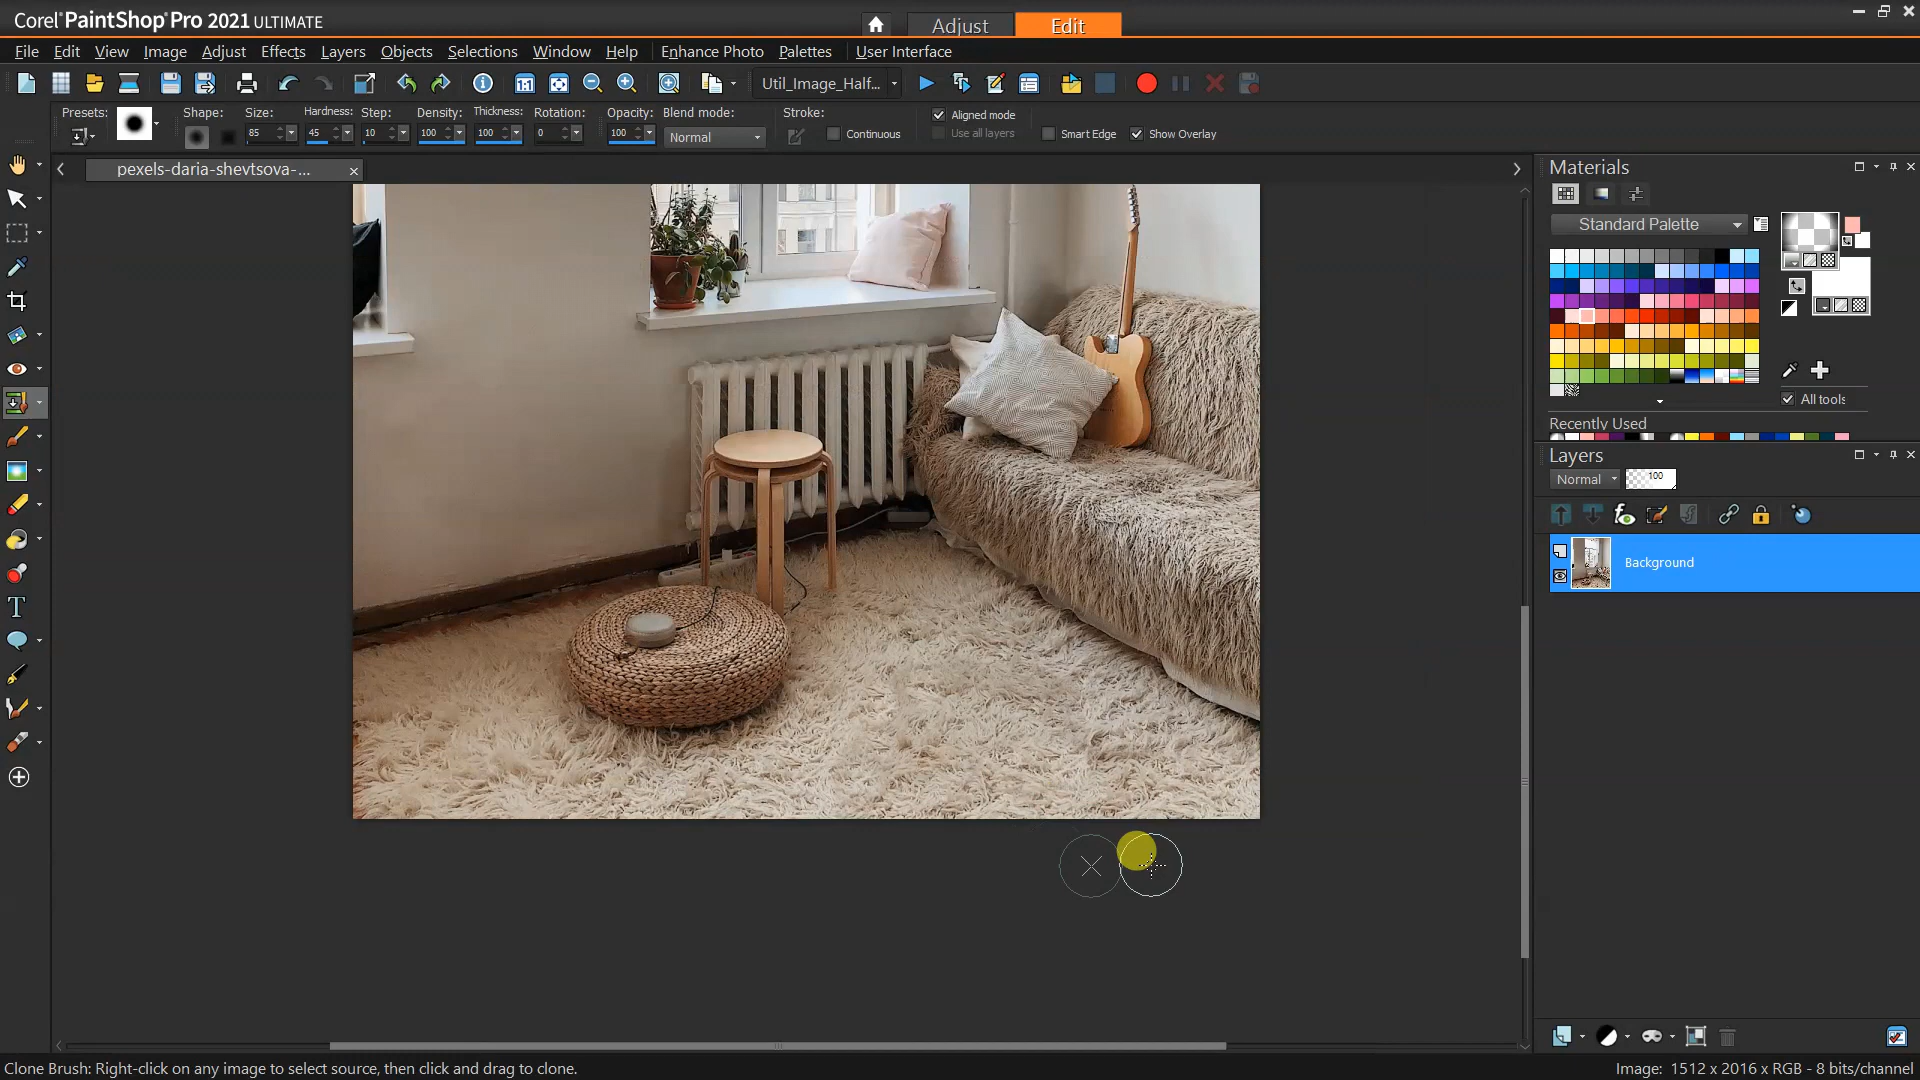 Corel® PaintShop® Pro 2021 ULTIMATE
Adjust
Edit
File Edit View Image Adjust Effects Layers Objects Selections Window Help Enhance Photo Palettes User Interface
1:1
Util_Image_Half...
Presets: Shape: Size: Hardness: Step: Density: Thickness: Rotation: Opacity: Blend mode: Stroke:
85 45 10 100 100 0 100 Normal
Continuous
Aligned mode
Use all layers
Smart Edge
Show Overlay
pexels-daria-shevtsova-...
Materials
Standard Palette
All tools
Recently Used
Layers
Normal
100
Background
Clone Brush: Right-click on any image to select source, then click and drag to clone.
Image: 1512 x 2016 x RGB - 8 bits/channel